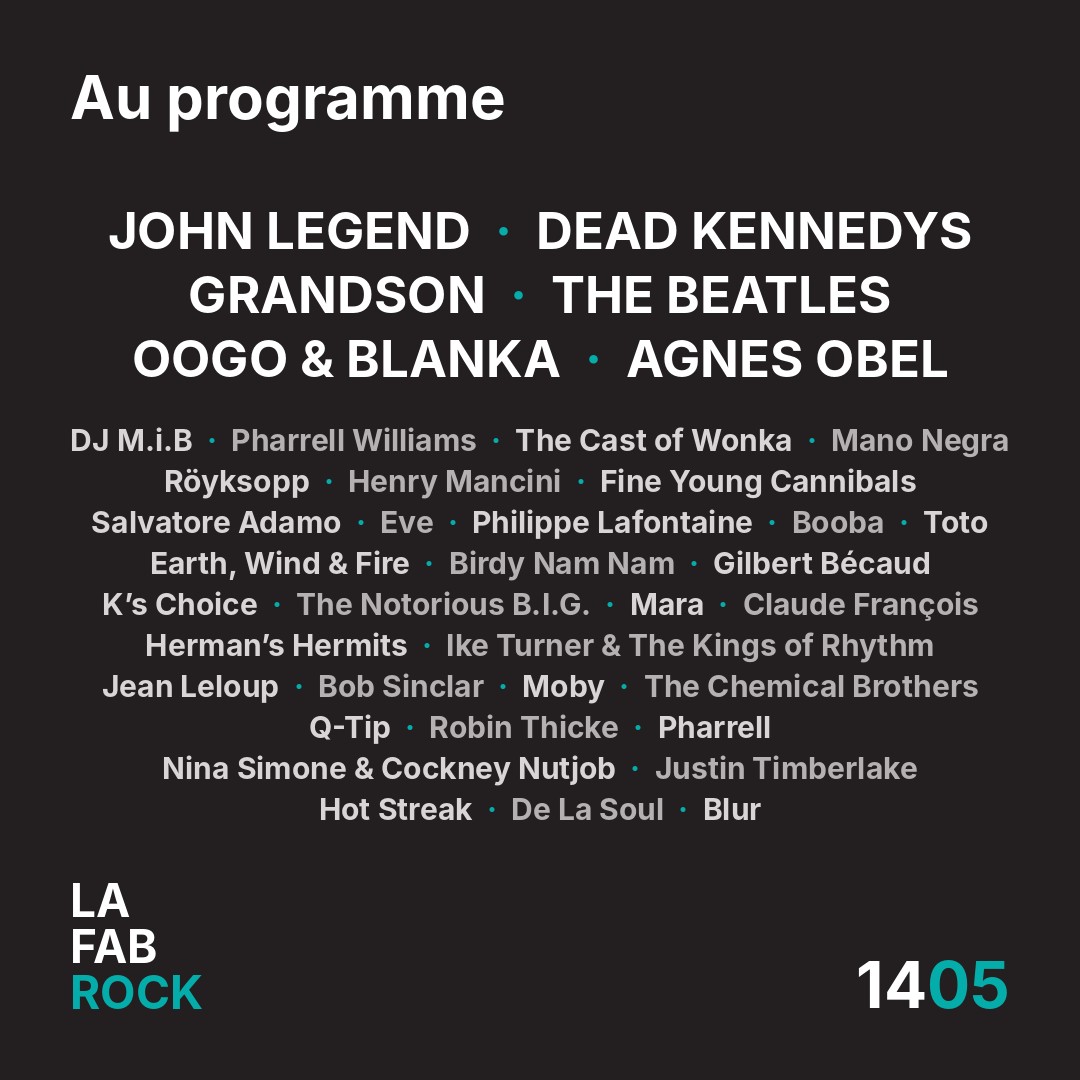 Au programme
JOHN LEGEND · DEAD KENNEDYS
GRANDSON · THE BEATLES
OOGO & BLANKA · AGNES OBEL
DJ M.i.B · Pharrell Williams · The Cast of Wonka · Mano Negra
Röyksopp · Henry Mancini · Fine Young Cannibals
Salvatore Adamo · Eve · Philippe Lafontaine · Booba · Toto
Earth, Wind & Fire · Birdy Nam Nam · Gilbert Bécaud
K’s Choice · The Notorious B.I.G. · Mara · Claude François
Herman’s Hermits · Ike Turner & The Kings of Rhythm
Jean Leloup · Bob Sinclar · Moby · The Chemical Brothers
Q-Tip · Robin Thicke · Pharrell
Nina Simone & Cockney Nutjob · Justin Timberlake
Hot Streak · De La Soul · Blur
LA
FAB
ROCK
1405